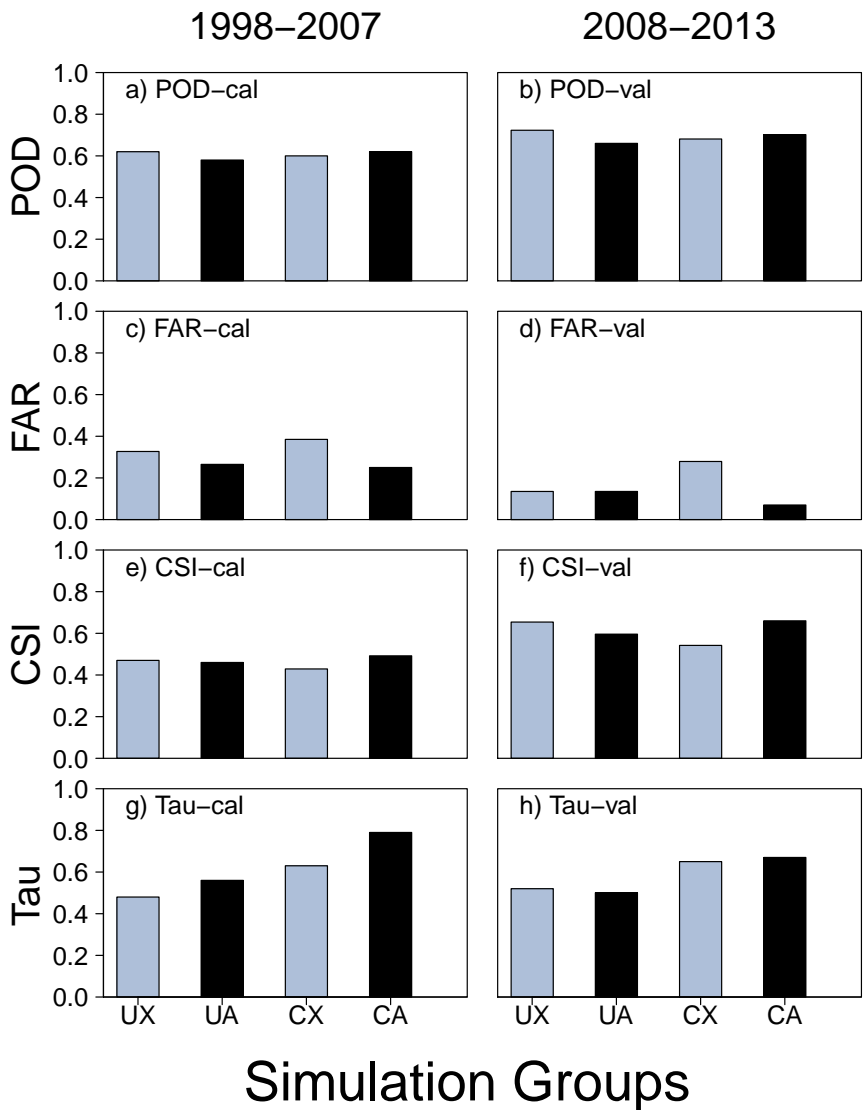 1998–2007 2008–2013
POD
1.0
0.8
0.6
0.4
0.2
0.0
a) POD–cal
b) POD–val
FAR
1.0
0.8
0.6
0.4
0.2
0.0
c) FAR–cal
d) FAR–val
CSI
1.0
0.8
0.6
0.4
0.2
0.0
e) CSI–cal
f) CSI–val
Tau
1.0
0.8
0.6
0.4
0.2
0.0
g) Tau–cal
h) Tau–val
UX UA CX CA UX UA CX CA
Simulation Groups